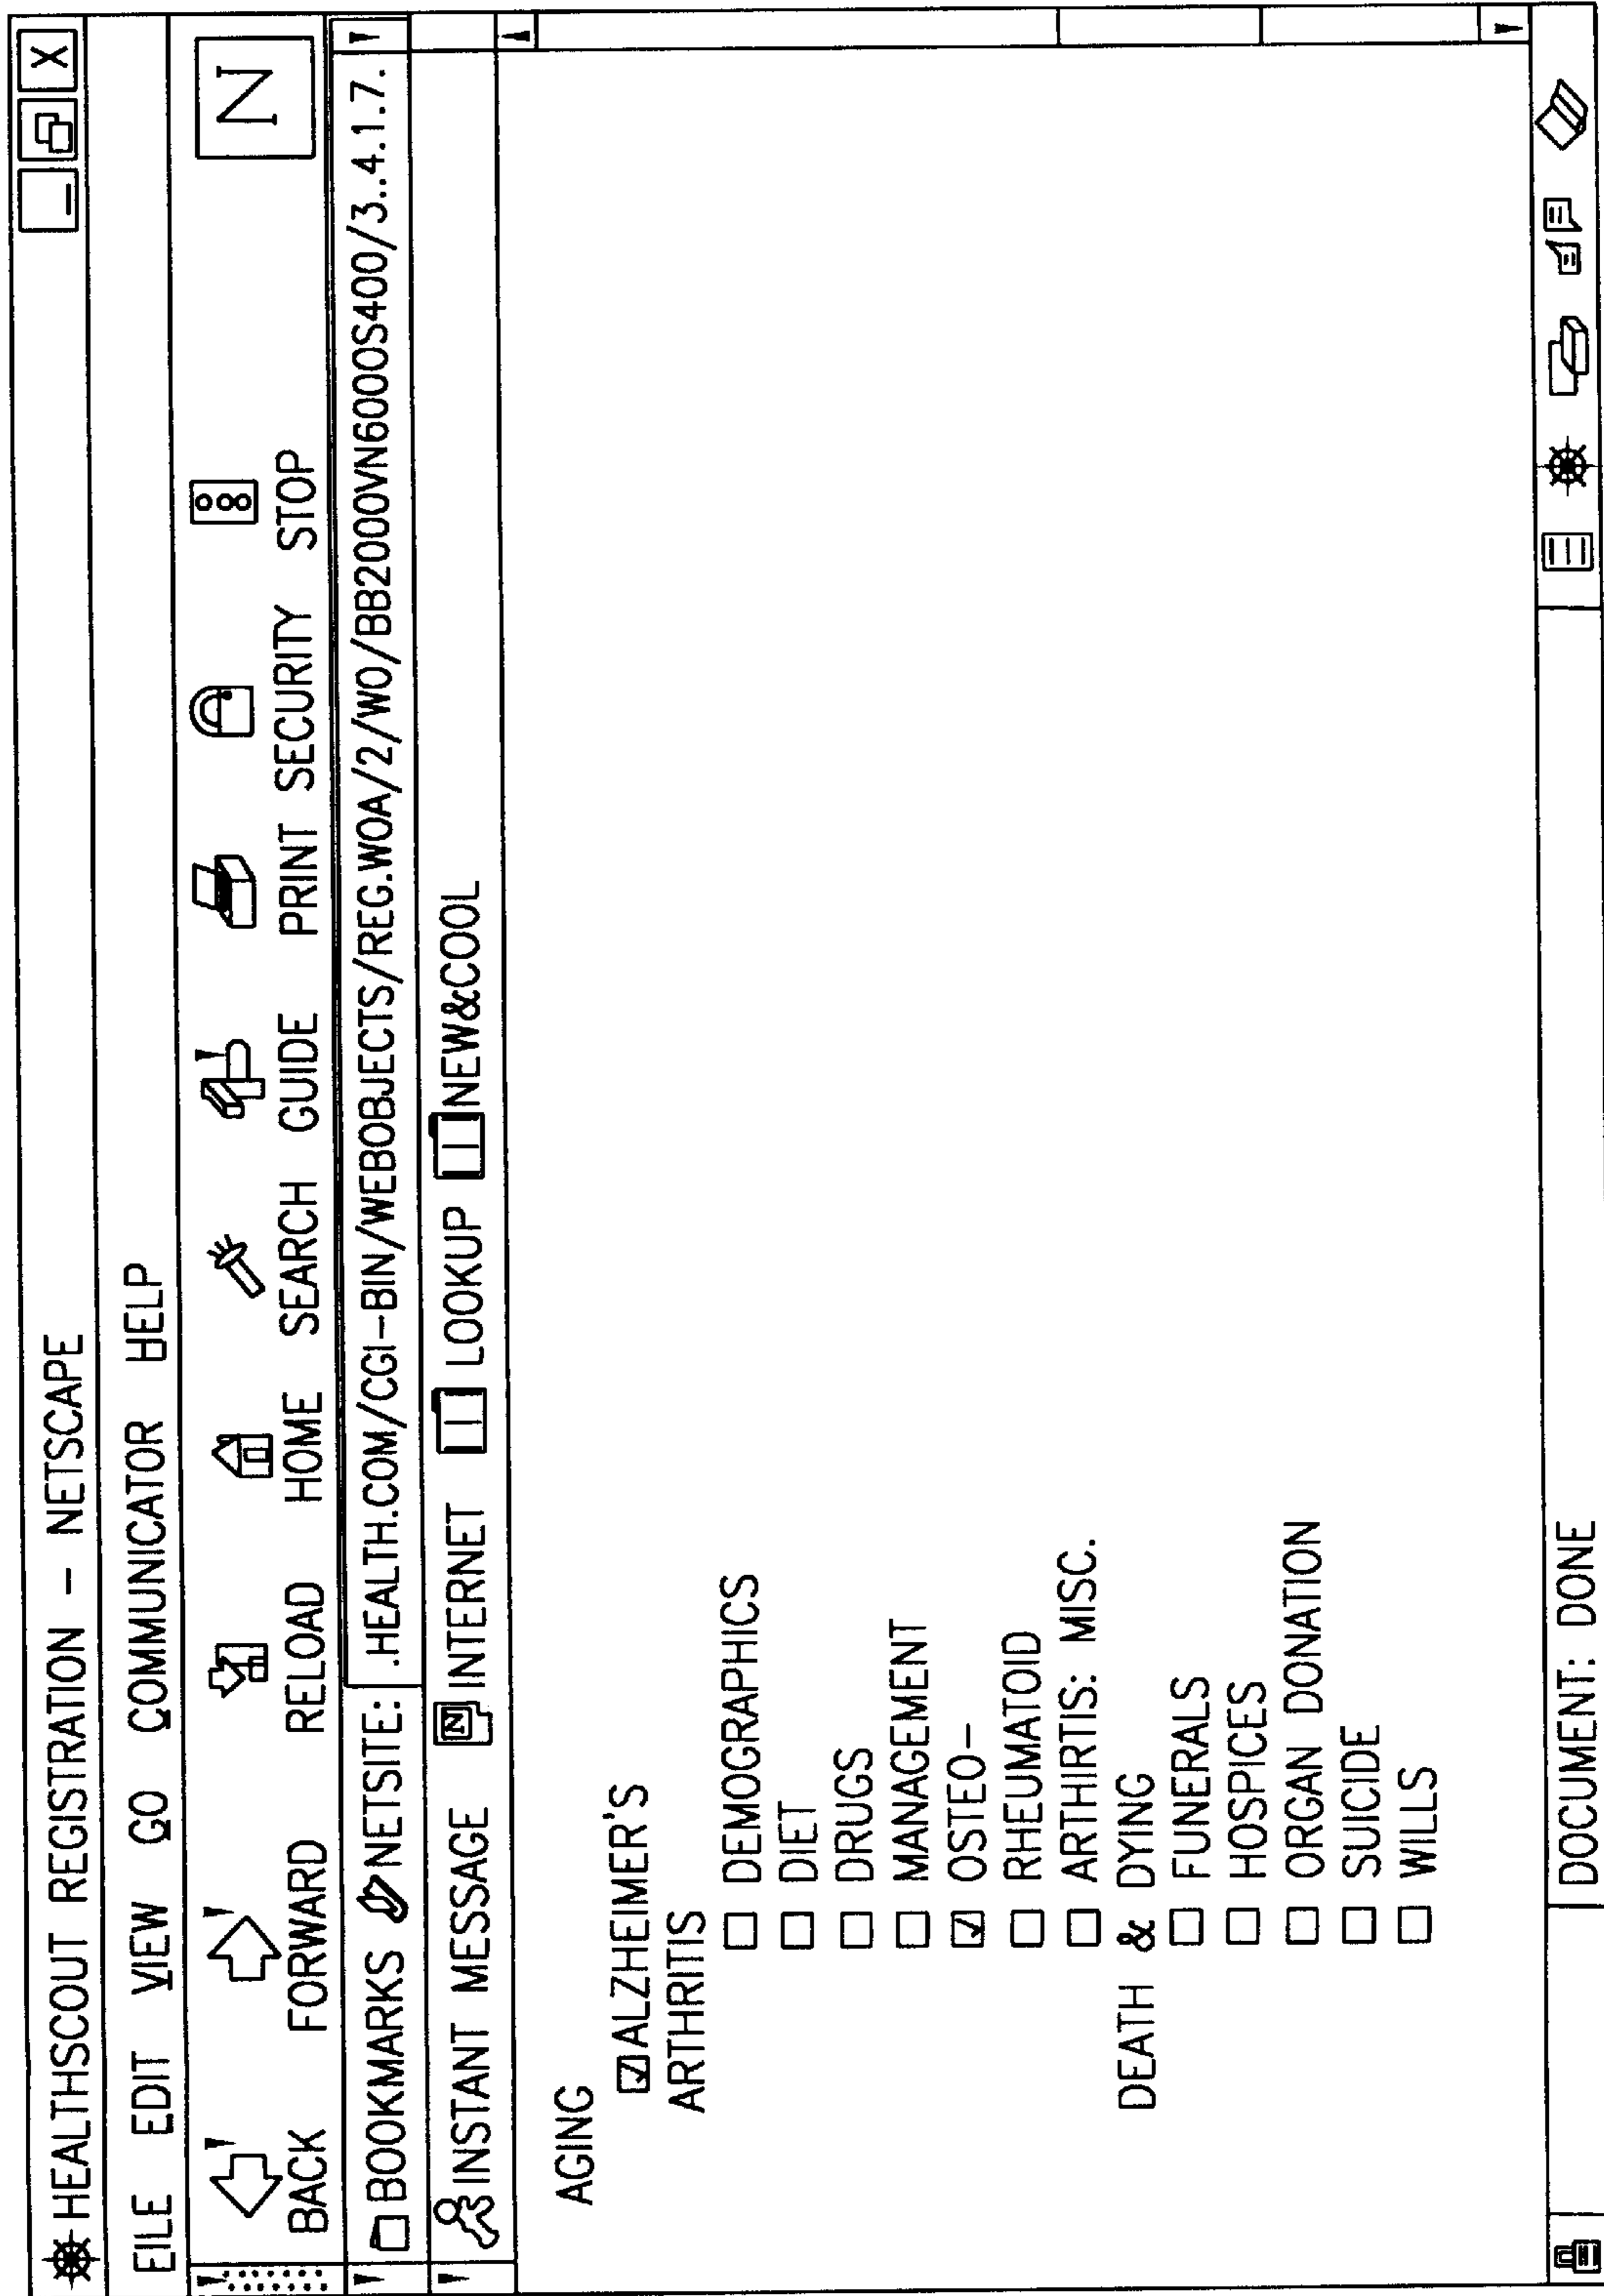 HEALTHSCOUT REGISTRATION – NETSCAPE
_ X
FILE EDIT VIEW GO COMMUNICATOR HELP
BACK FORWARD RELOAD HOME SEARCH GUIDE PRINT SECURITY STOP
N
BOOKMARKS NETSITE: .HEALTH.COM/CGI-BIN/WEBOBJECTS/REG.WOA/2/WO/BB2000VN600OS400/3..4.1.7.
INSTANT MESSAGE N INTERNET LOOKUP NEW&COOL
AGING
ALZHEIMER'S
ARTHRITIS
DEMOGRAPHICS
DIET
DRUGS
MANAGEMENT
OSTEO-
RHEUMATOID
ARTHIRITIS: MISC.
DEATH & DYING
FUNERALS
HOSPICES
ORGAN DONATION
SUICIDE
WILLS
DOCUMENT: DONE